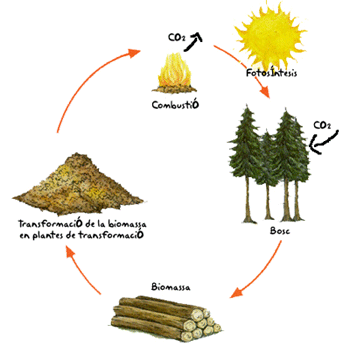 CO2
Fotosíntesis
Combustió
CO2
Bosc
Transformació de la biomassa
en plantes de transformació
Biomassa